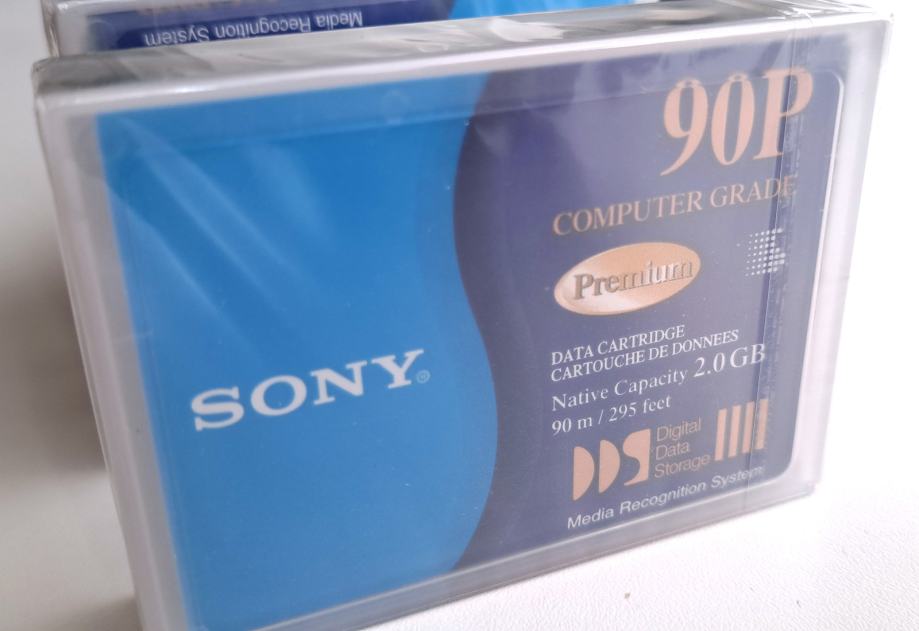 Media Recognition System
90P
COMPUTER GRADE
Premium
SONY®
DATA CARTRIDGE
CARTOUCHE DE DONNEES
Native Capacity 2.0 GB
90 m / 295 feet
DDS Digital
Data
Storage
Media Recognition System